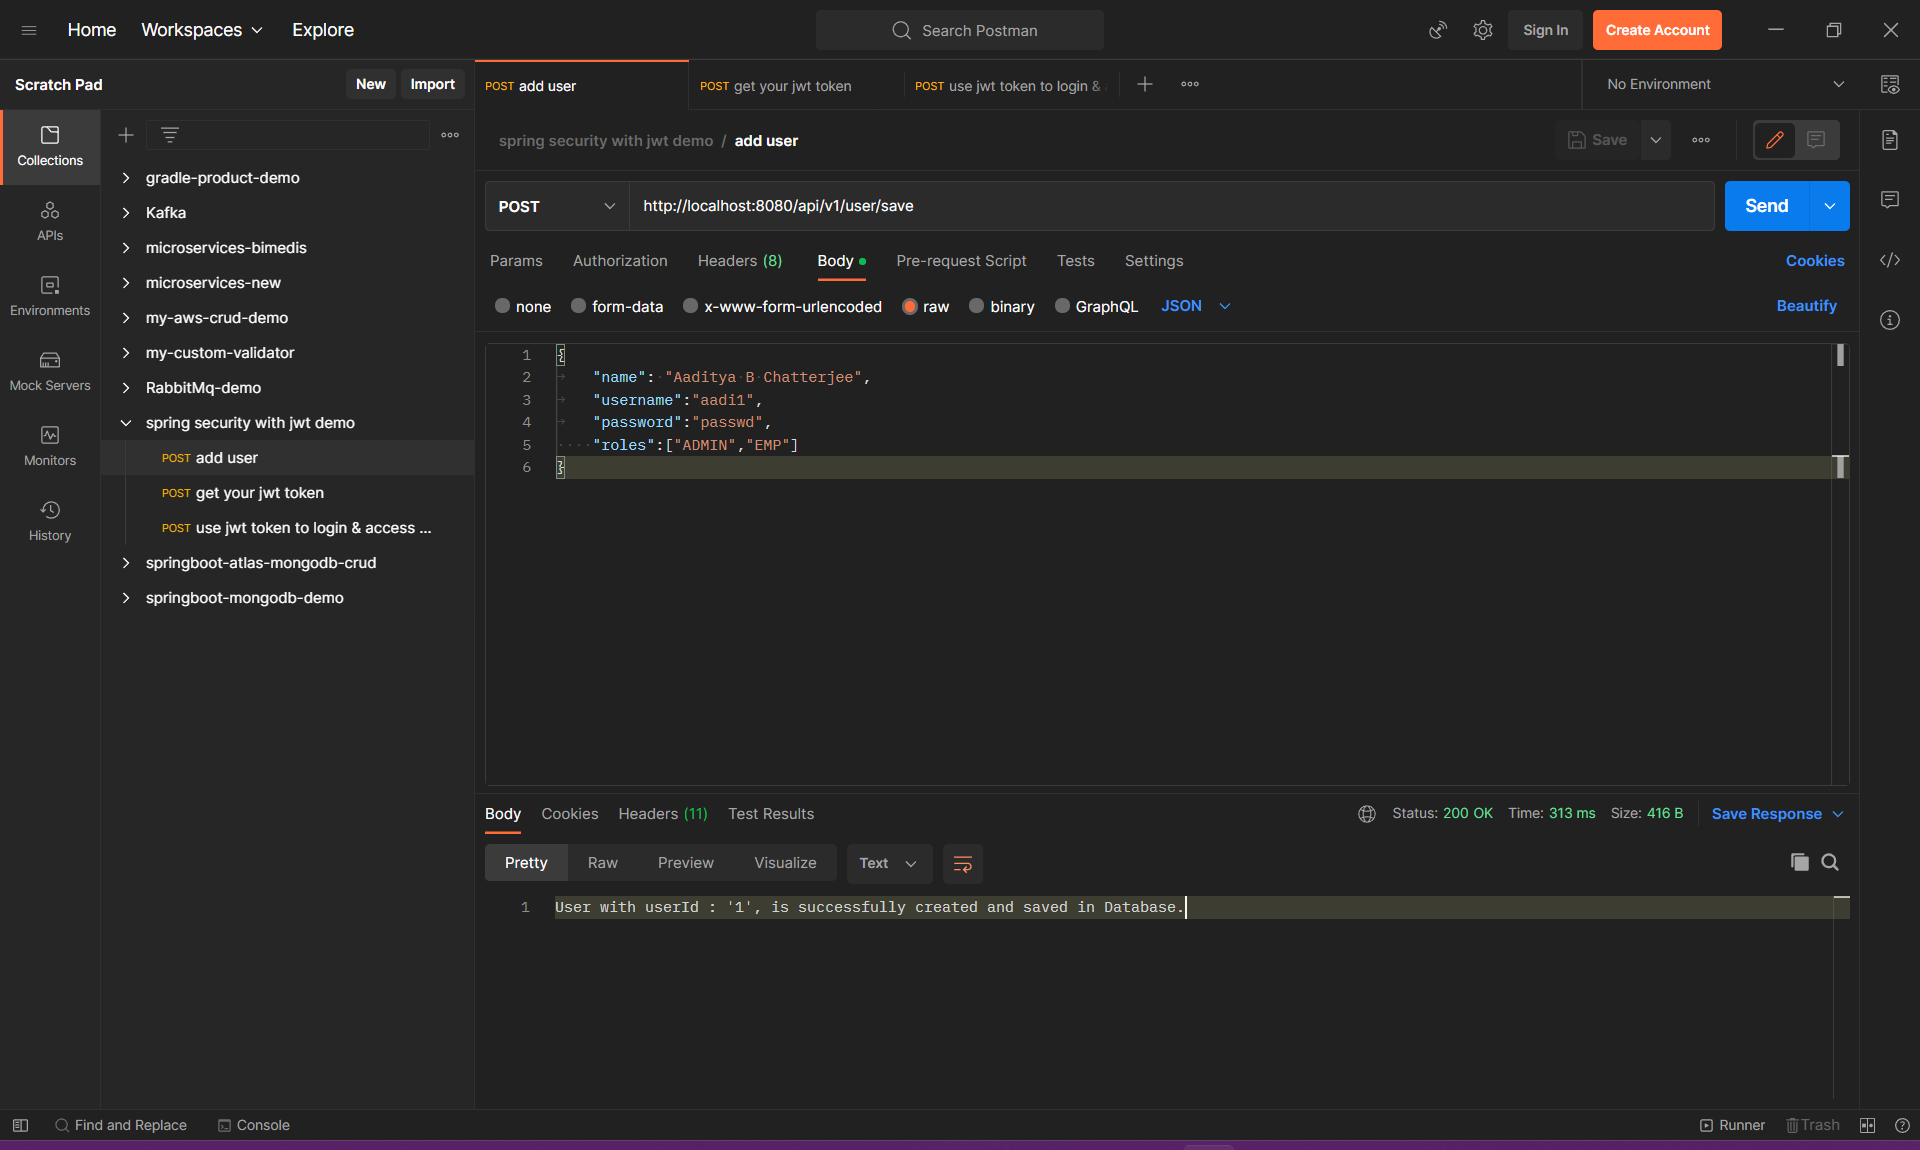 Home Workspaces Explore Search Postman Sign In Create Account
Scratch Pad New Import POST add user POST get your jwt token POST use jwt token to login & No Environment
spring security with jwt demo / add user Save
Collections
APIs
Environments
Mock Servers
Monitors
History
gradle-product-demo
Kafka
microservices-bimedis
microservices-new
my-aws-crud-demo
my-custom-validator
RabbitMq-demo
spring security with jwt demo
POST add user
POST get your jwt token
POST use jwt token to login & access ...
springboot-atlas-mongodb-crud
springboot-mongodb-demo
POST http://localhost:8080/api/v1/user/save Send
Params Authorization Headers (8) Body Pre-request Script Tests Settings Cookies
none form-data x-www-form-urlencoded raw binary GraphQL JSON Beautify
1 {
2 "name": "Aaditya B Chatterjee",
3 "username":"aadi1",
4 "password":"passwd",
5 "roles":["ADMIN","EMP"]
6 }
Body Cookies Headers (11) Test Results Status: 200 OK Time: 313 ms Size: 416 B Save Response
Pretty Raw Preview Visualize Text
1 User with userId : '1', is successfully created and saved in Database.
Find and Replace Console Runner Trash